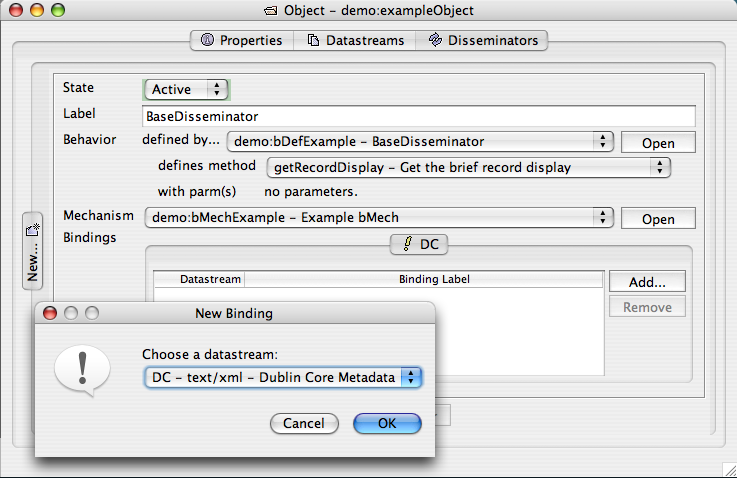 Object – demo:exampleObject
Properties Datastreams Disseminators
State Active
Label BaseDisseminator
Behavior defined by... demo:bDefExample – BaseDisseminator Open
defines method getRecordDisplay – Get the brief record display
with parm(s) no parameters.
Mechanism demo:bMechExample – Example bMech Open
Bindings DC
New...
Datastream Binding Label Add...
Remove
New Binding
Choose a datastream:
DC – text/xml – Dublin Core Metadata
Cancel OK